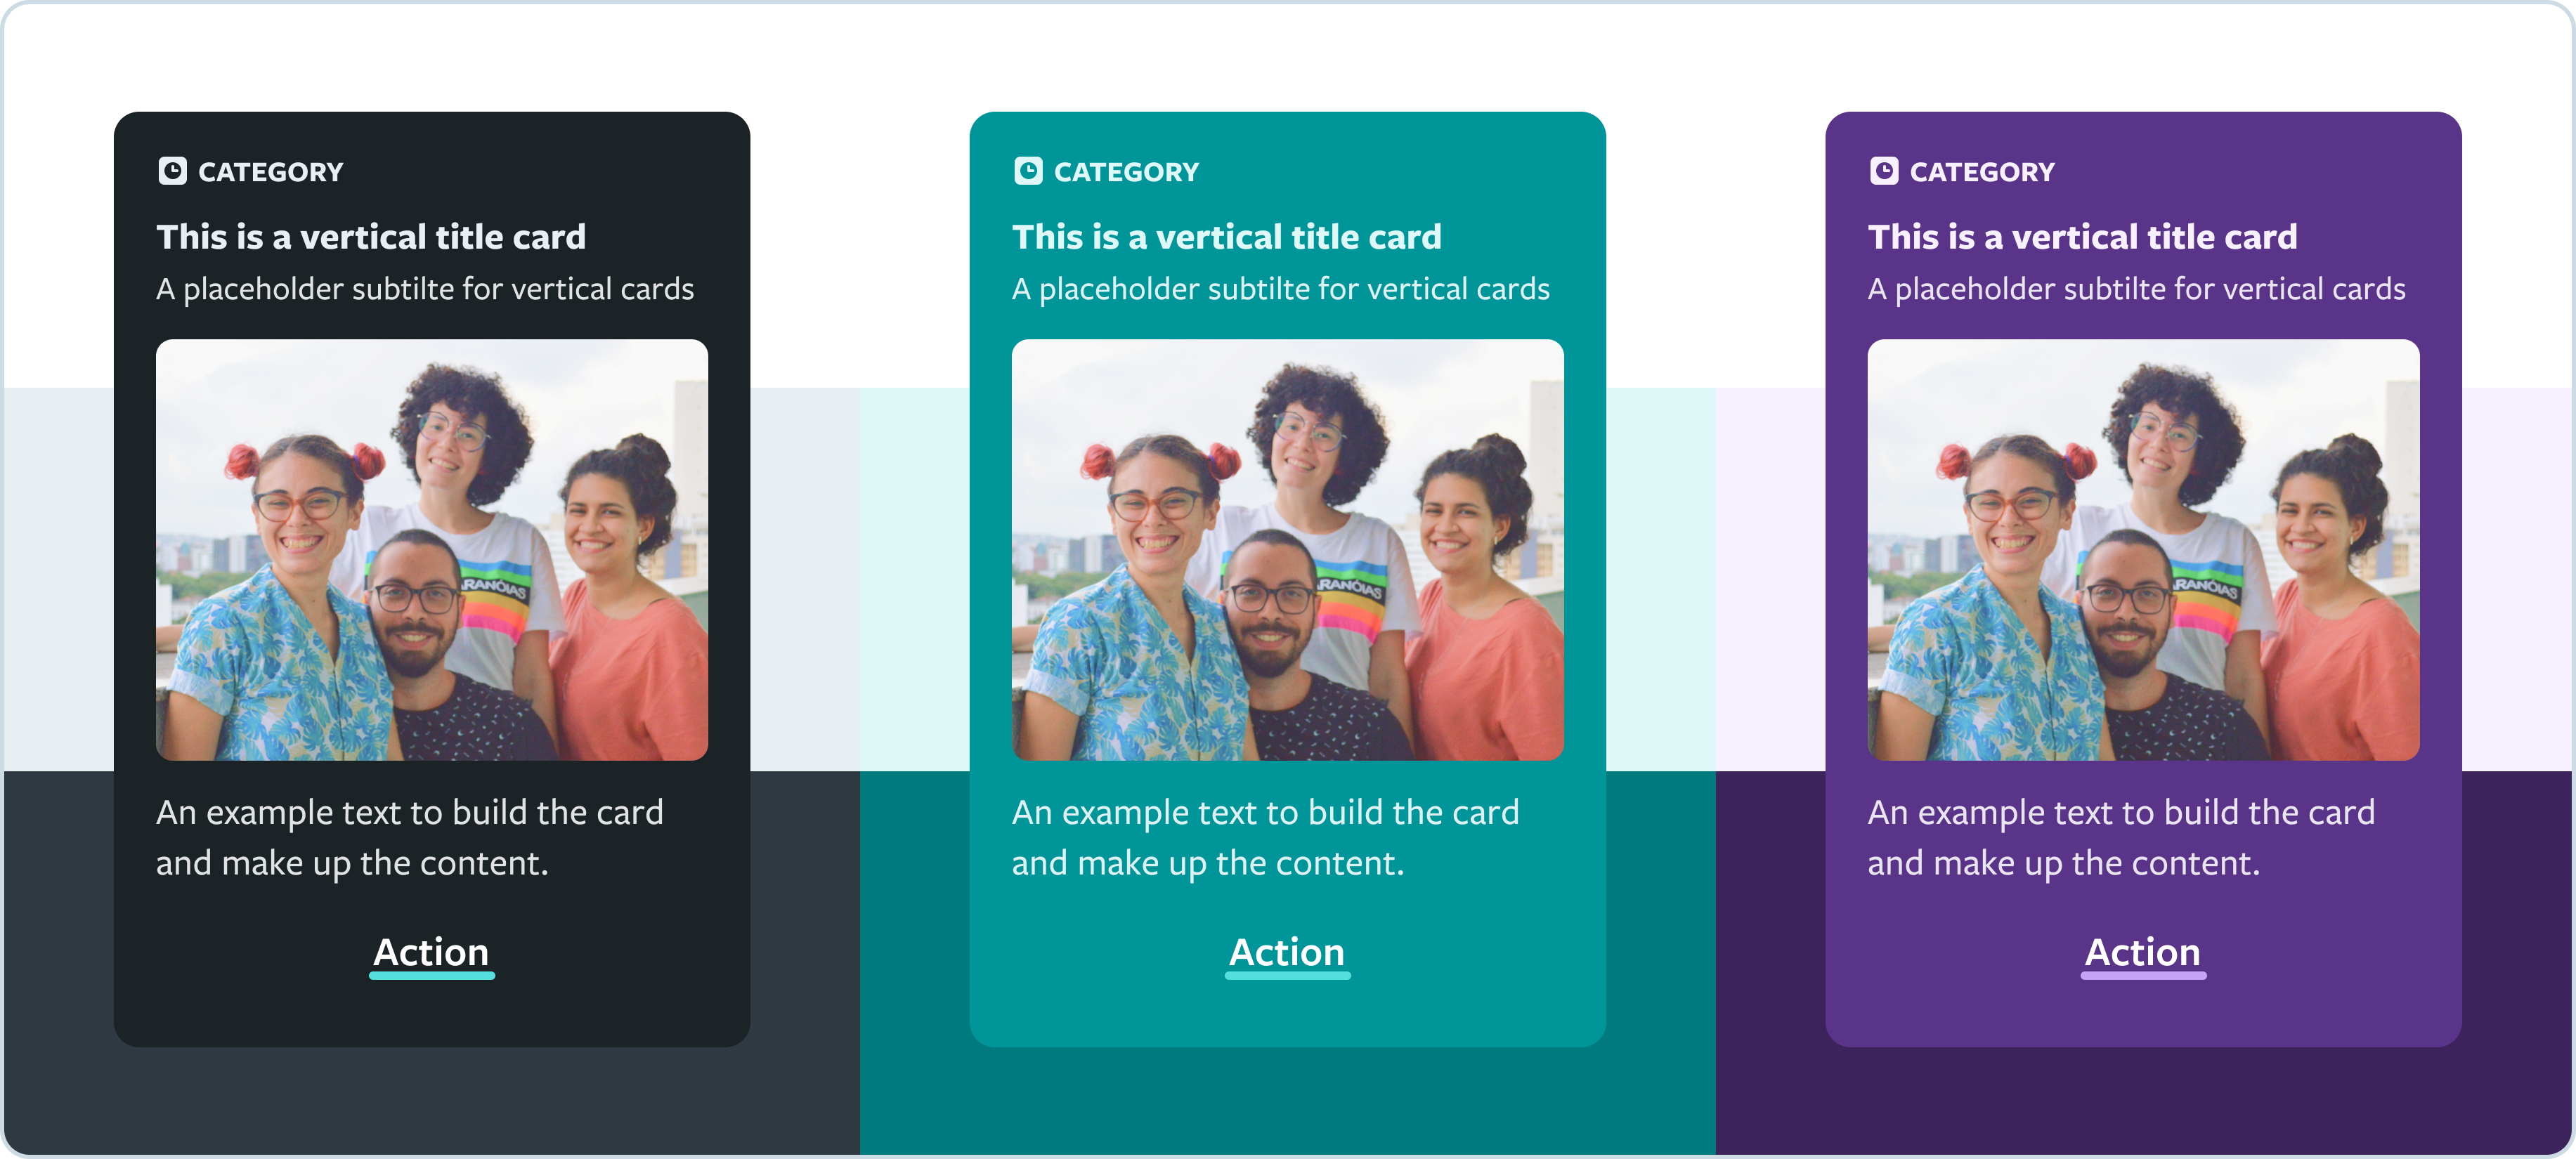 CATEGORY
This is a vertical title card
A placeholder subtilte for vertical cards
ARANÓIAS
An example text to build the card
and make up the content.
Action
CATEGORY
This is a vertical title card
A placeholder subtilte for vertical cards
ARANÓIAS
An example text to build the card
and make up the content.
Action
CATEGORY
This is a vertical title card
A placeholder subtilte for vertical cards
ARANÓIAS
An example text to build the card
and make up the content.
Action